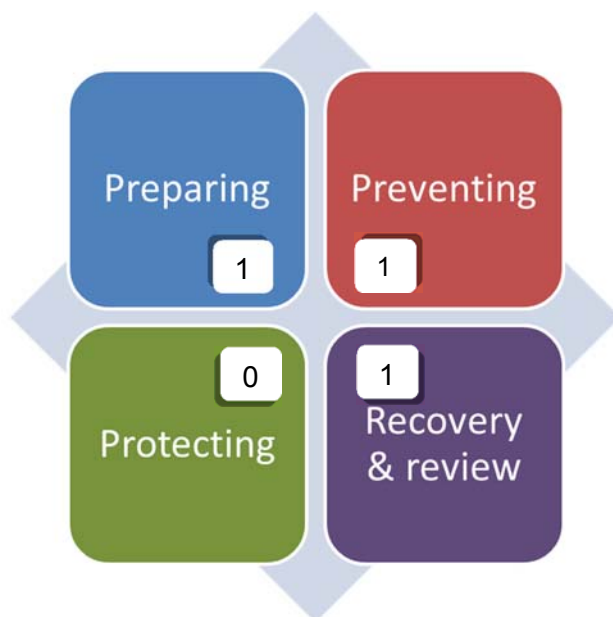 Preparing
1
Preventing
1
0
Protecting
1
Recovery
& review